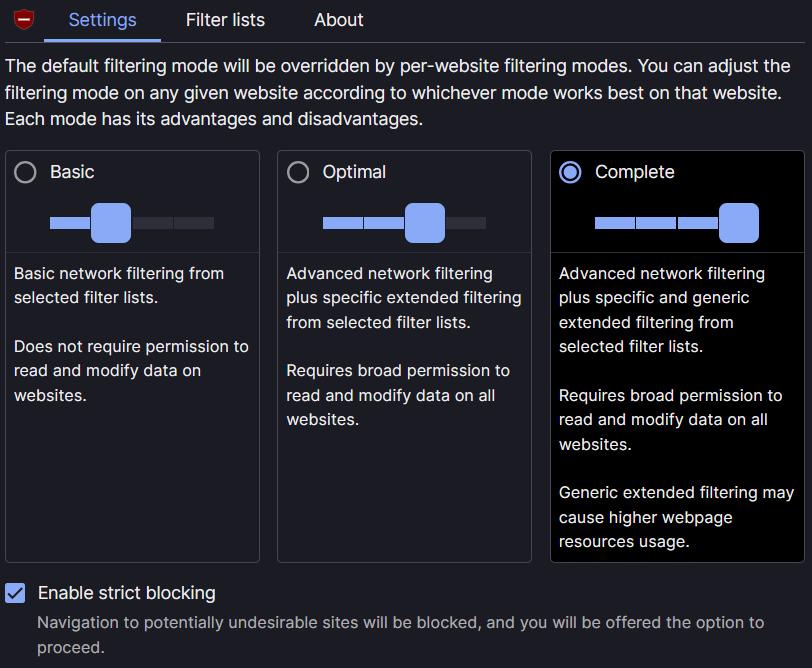 Settings Filter lists About
The default filtering mode will be overridden by per-website filtering modes. You can adjust the
filtering mode on any given website according to whichever mode works best on that website.
Each mode has its advantages and disadvantages.
Basic
Basic network filtering from
selected filter lists.
Does not require permission to
read and modify data on
websites.
Optimal
Advanced network filtering
plus specific extended filtering
from selected filter lists.
Requires broad permission to
read and modify data on all
websites.
Complete
Advanced network filtering
plus specific and generic
extended filtering from
selected filter lists.
Requires broad permission to
read and modify data on all
websites.
Generic extended filtering may
cause higher webpage
resources usage.
Enable strict blocking
Navigation to potentially undesirable sites will be blocked, and you will be offered the option to
proceed.